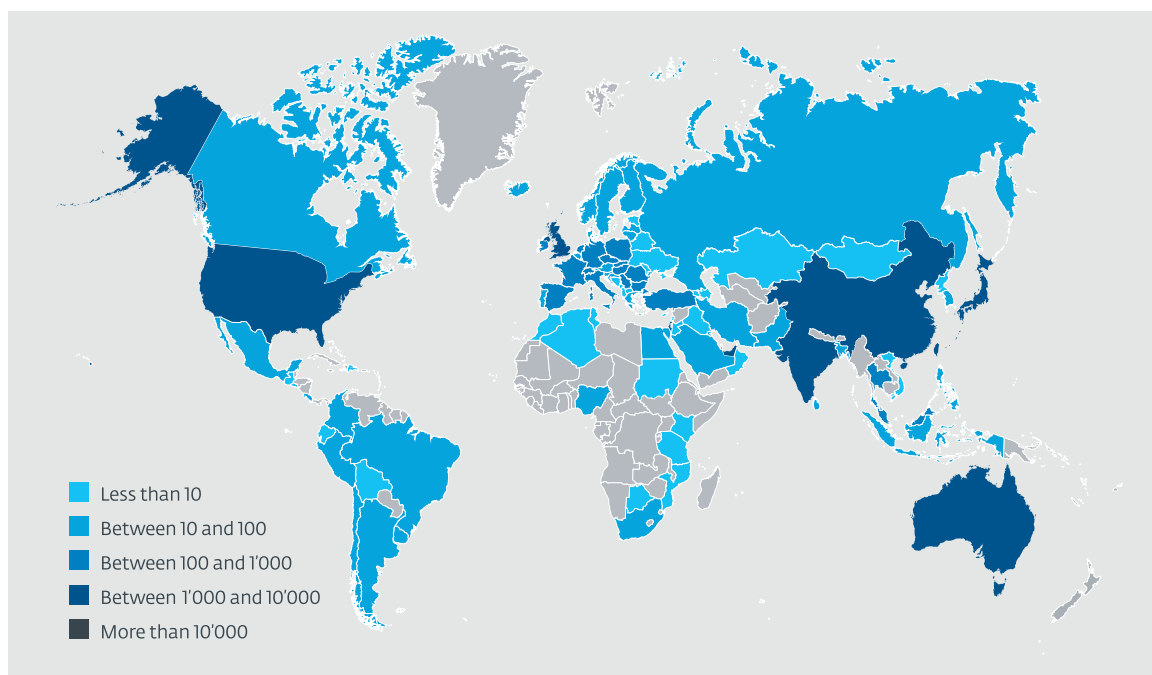 Less than 10
Between 10 and 100
Between 100 and 1'000
Between 1'000 and 10'000
More than 10'000